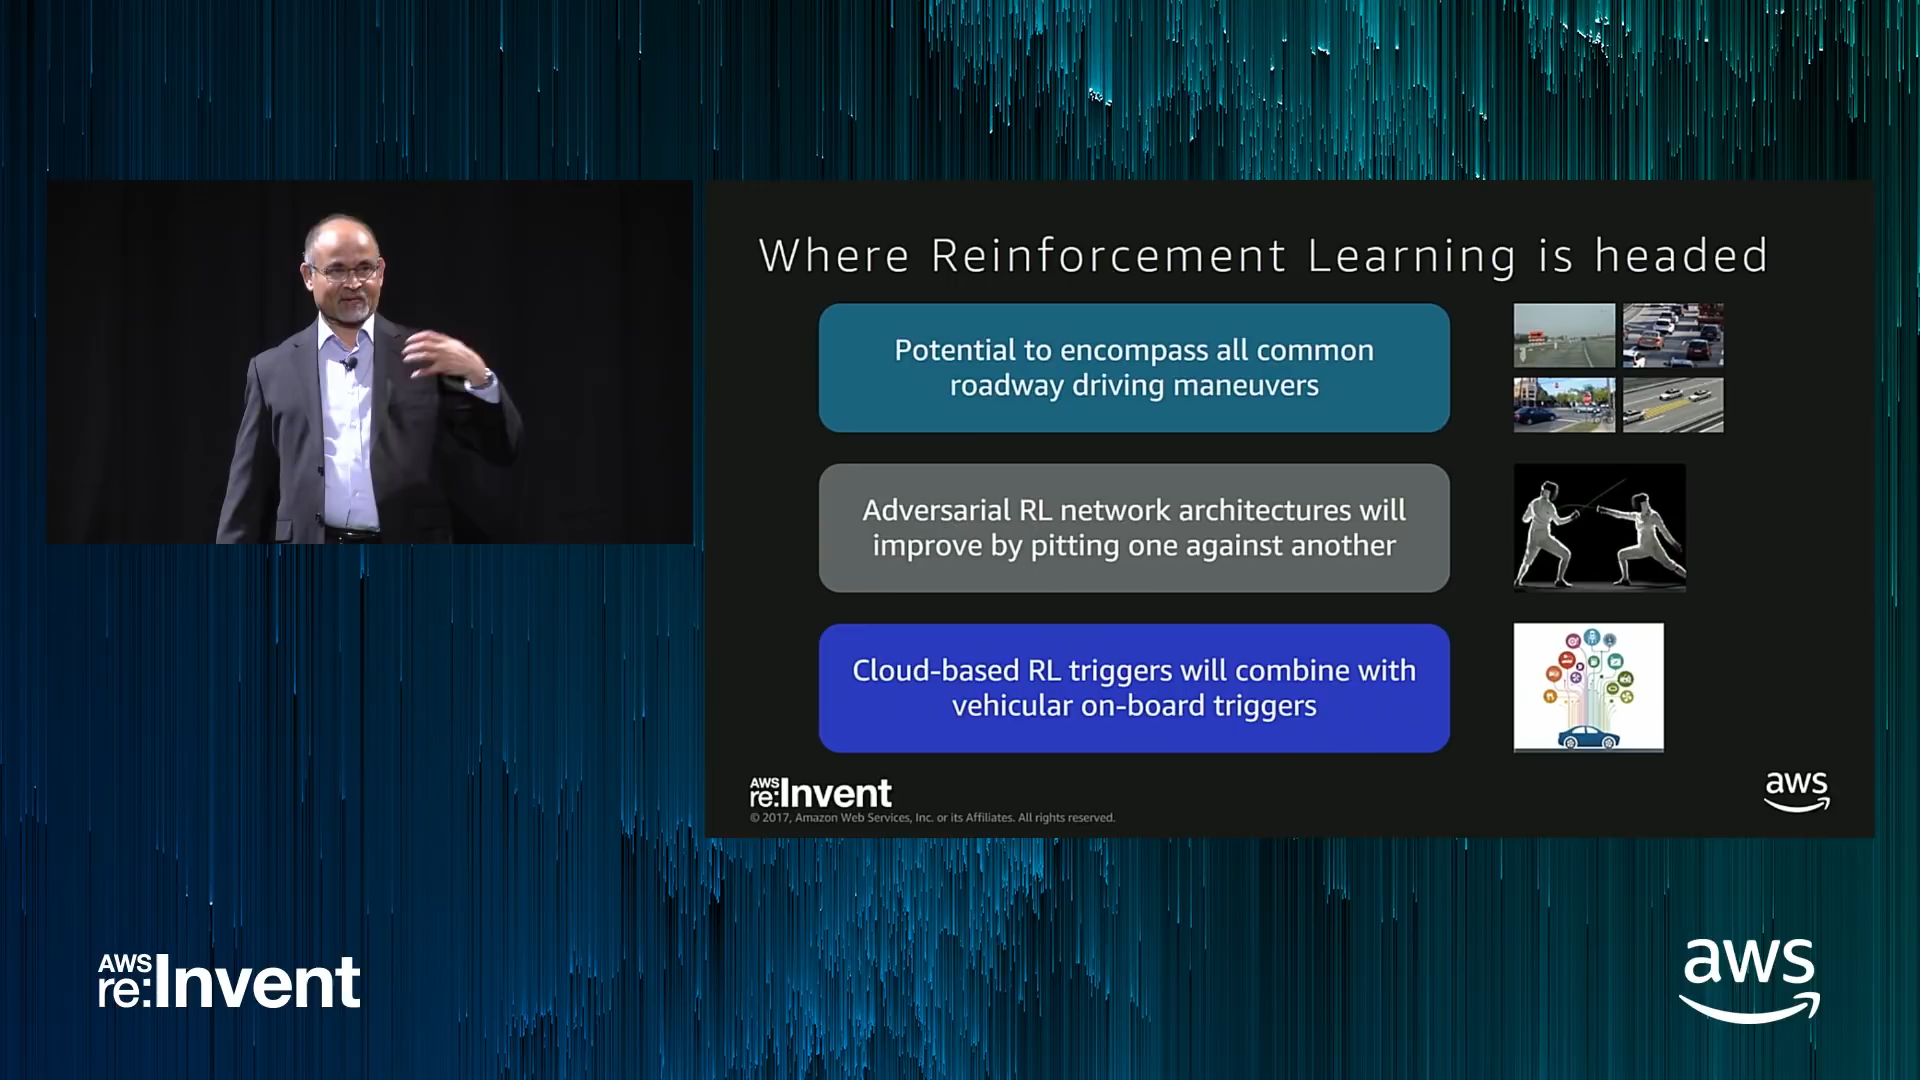 Where Reinforcement Learning is headed
Potential to encompass all common
roadway driving maneuvers
Adversarial RL network architectures will
improve by pitting one against another
Cloud-based RL triggers will combine with
vehicular on-board triggers
AWS
re:Invent
© 2017, Amazon Web Services, Inc. or its Affiliates. All rights reserved.
aws
AWS
re:Invent
aws